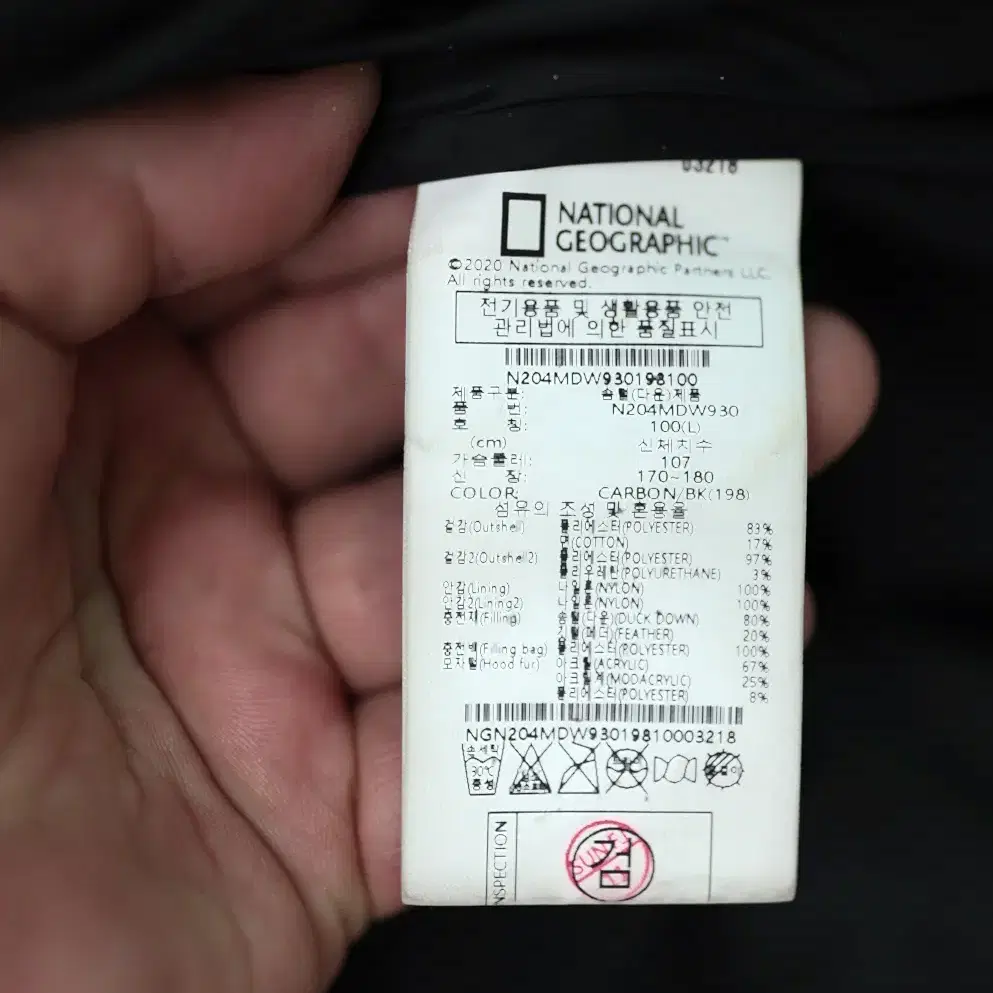 03218
NATIONAL
GEOGRAPHIC™
©2020 National Geographic Partners LLC.
All rights reserved.
전기용품 및 생활용품 안전
관리법에 의한 품질표시
N204MDW930198100
제품구분: 솜털(다운)제품
품 번: N204MDW930
호 칭: 100(L)
(cm) 신체치수
가슴둘레: 107
신 장: 170~180
COLOR: CARBON/BK(198)
섬유의 조성 및 혼용율
겉감(Outshell) 폴리에스터(POLYESTER) 83%
면(COTTON) 17%
겉감2(Outshell2) 폴리에스터(POLYESTER) 97%
폴리우레탄(POLYURETHANE) 3%
안감(Lining) 나일론(NYLON) 100%
안감2(Lining2) 나일론(NYLON) 100%
충전재(Filling) 솜털(다운)(DUCK DOWN) 80%
깃털(페더)(FEATHER) 20%
충전백(Filling bag) 폴리에스터(POLYESTER) 100%
모자털(Hood fur) 아크릴(ACRYLIC) 67%
아크릴계(MODACRYLIC) 25%
폴리에스터(POLYESTER) 8%
NGN204MDW93019810003218
손세탁
30℃
중성
검